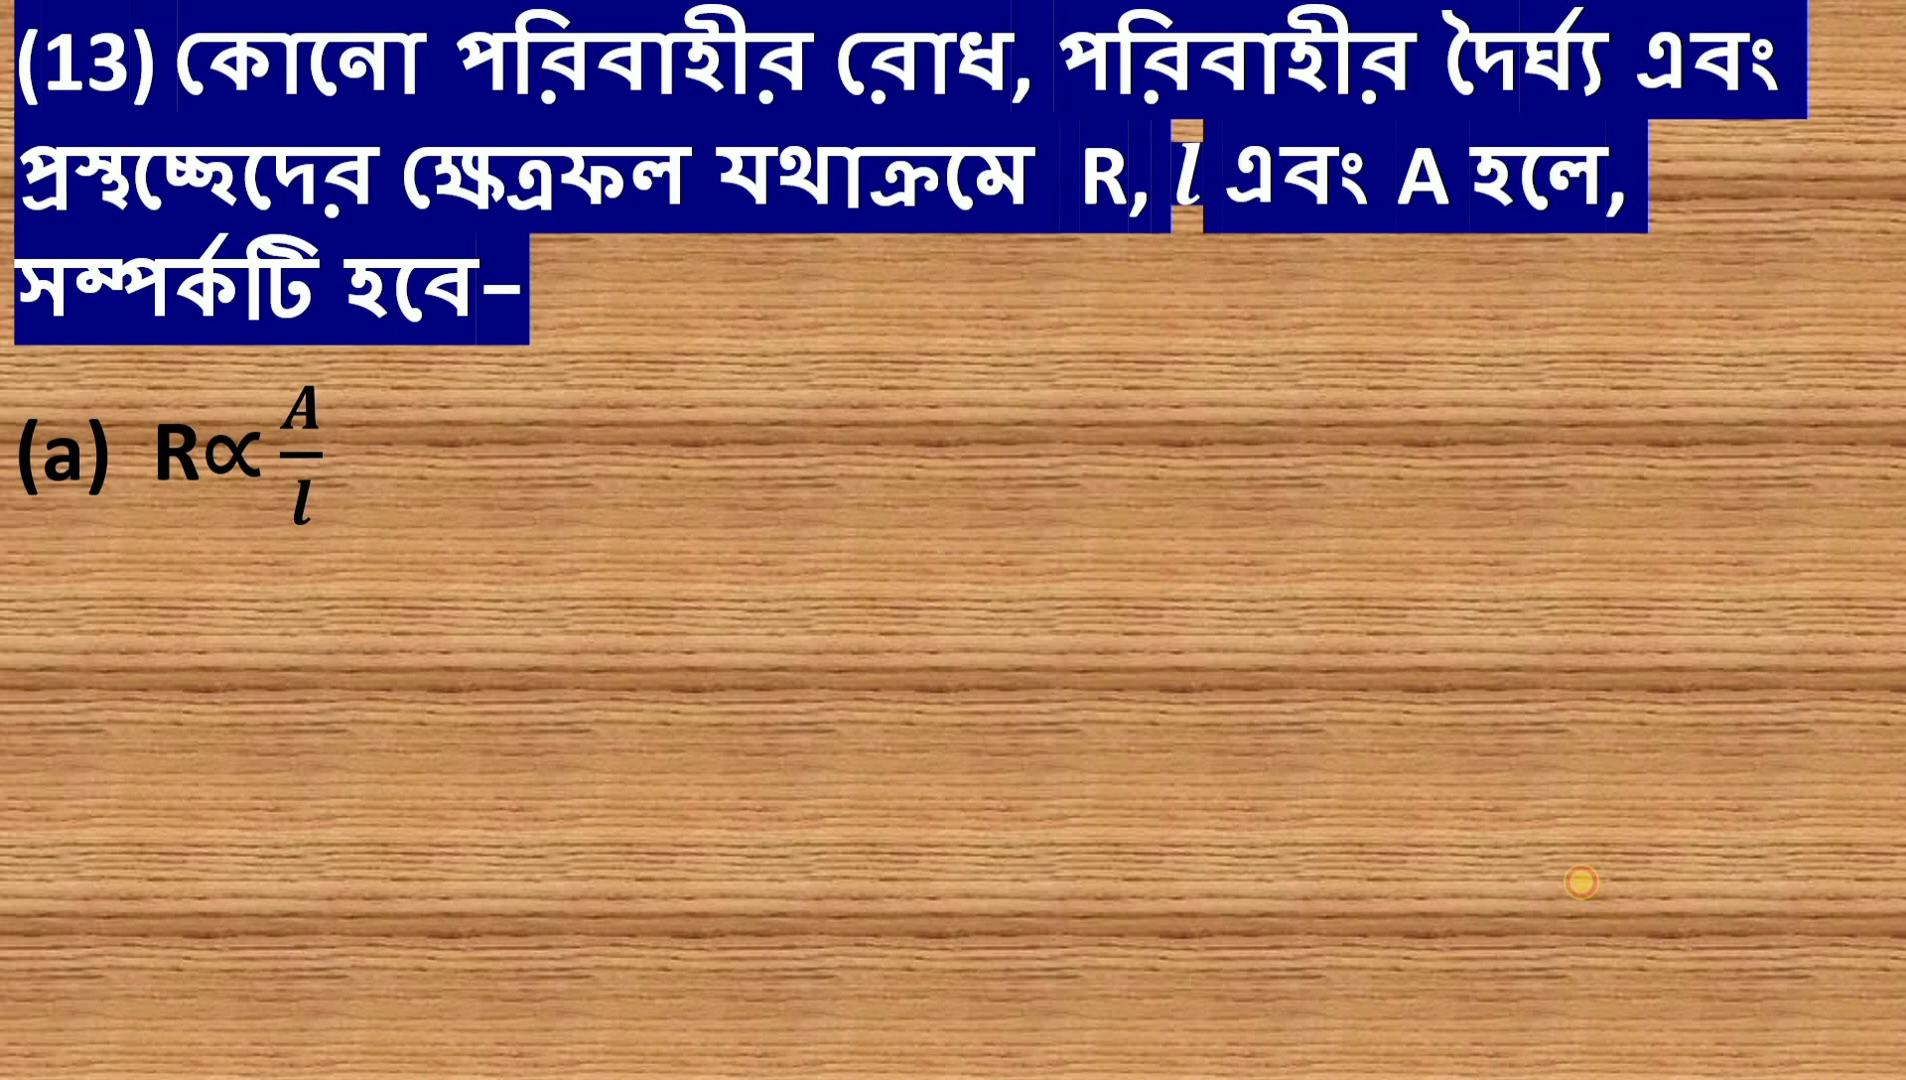 (13) কোনো পরিবাহীর রোধ, পরিবাহীর দৈর্ঘ্য এবং
প্রস্থচ্ছেদের ক্ষেত্রফল যথাক্রমে R, l এবং A হলে,
সম্পর্কটি হবে–
(a) R∝ A/l